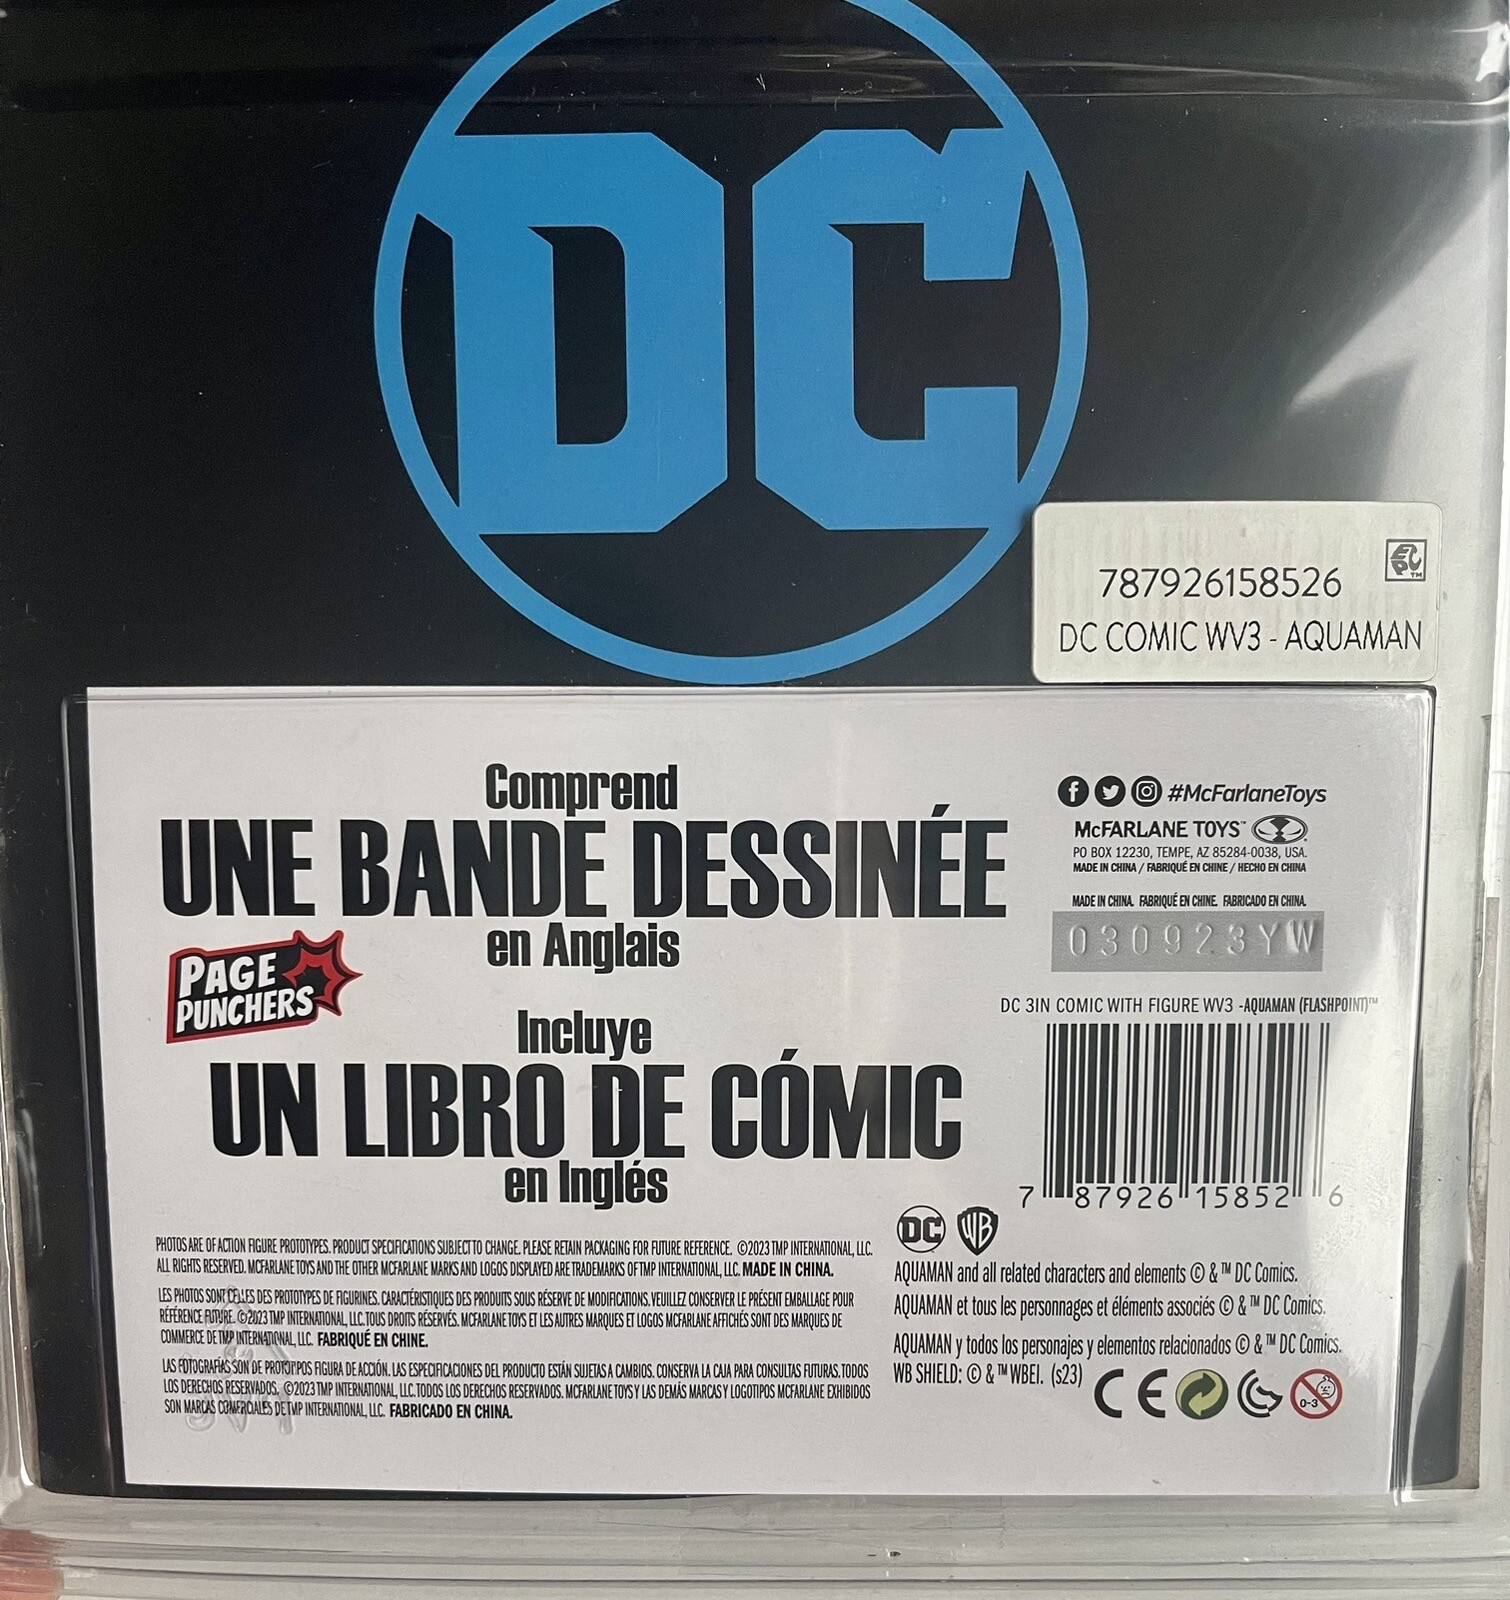 DC
787926158526
EPC™
DC COMIC WV3 - AQUAMAN
Comprend
UNE BANDE DESSINÉE
en Anglais
PAGE
PUNCHERS
Incluye
UN LIBRO DE CÓMIC
en Inglés
#McFarlaneToys
McFARLANE TOYS™
PO BOX 12230, TEMPE, AZ 85284-0038, USA.
MADE IN CHINA / FABRIQUÉ EN CHINE / HECHO EN CHINA
MADE IN CHINA. FABRIQUÉ EN CHINE. FABRICADO EN CHINA.
030923YW
DC 3IN COMIC WITH FIGURE WV3 -AQUAMAN (FLASHPOINT)™
7 87926 15852 6
PHOTOS ARE OF ACTION FIGURE PROTOTYPES. PRODUCT SPECIFICATIONS SUBJECT TO CHANGE. PLEASE RETAIN PACKAGING FOR FUTURE REFERENCE. ©2023 TMP INTERNATIONAL, LLC.
ALL RIGHTS RESERVED. MCFARLANE TOYS AND THE OTHER MCFARLANE MARKS AND LOGOS DISPLAYED ARE TRADEMARKS OF TMP INTERNATIONAL, LLC. MADE IN CHINA.
LES PHOTOS SONT CELLES DES PROTOTYPES DE FIGURINES. CARACTÉRISTIQUES DES PRODUITS SOUS RÉSERVE DE MODIFICATIONS. VEUILLEZ CONSERVER LE PRÉSENT EMBALLAGE POUR
RÉFÉRENCE FUTURE. ©2023 TMP INTERNATIONAL, LLC. TOUS DROITS RÉSERVÉS. MCFARLANE TOYS ET LES AUTRES MARQUES ET LOGOS MCFARLANE AFFICHÉS SONT DES MARQUES DE
COMMERCE DE TMP INTERNATIONAL, LLC. FABRIQUÉ EN CHINE.
LAS FOTOGRAFÍAS SON DE PROTOTIPOS FIGURA DE ACCIÓN. LAS ESPECIFICACIONES DEL PRODUCTO ESTÁN SUJETAS A CAMBIOS. CONSERVA LA CAJA PARA CONSULTAS FUTURAS. TODOS
LOS DERECHOS RESERVADOS. ©2023 TMP INTERNATIONAL, LLC. TODOS LOS DERECHOS RESERVADOS. MCFARLANE TOYS Y LAS DEMÁS MARCAS Y LOGOTIPOS MCFARLANE EXHIBIDOS
SON MARCAS COMERCIALES DE TMP INTERNATIONAL, LLC. FABRICADO EN CHINA.
DC WB
AQUAMAN and all related characters and elements © & ™ DC Comics.
AQUAMAN et tous les personnages et éléments associés © & ™ DC Comics.
AQUAMAN y todos los personajes y elementos relacionados © & ™ DC Comics.
WB SHIELD: © & ™ WBEI. (s23)
CE
0-3